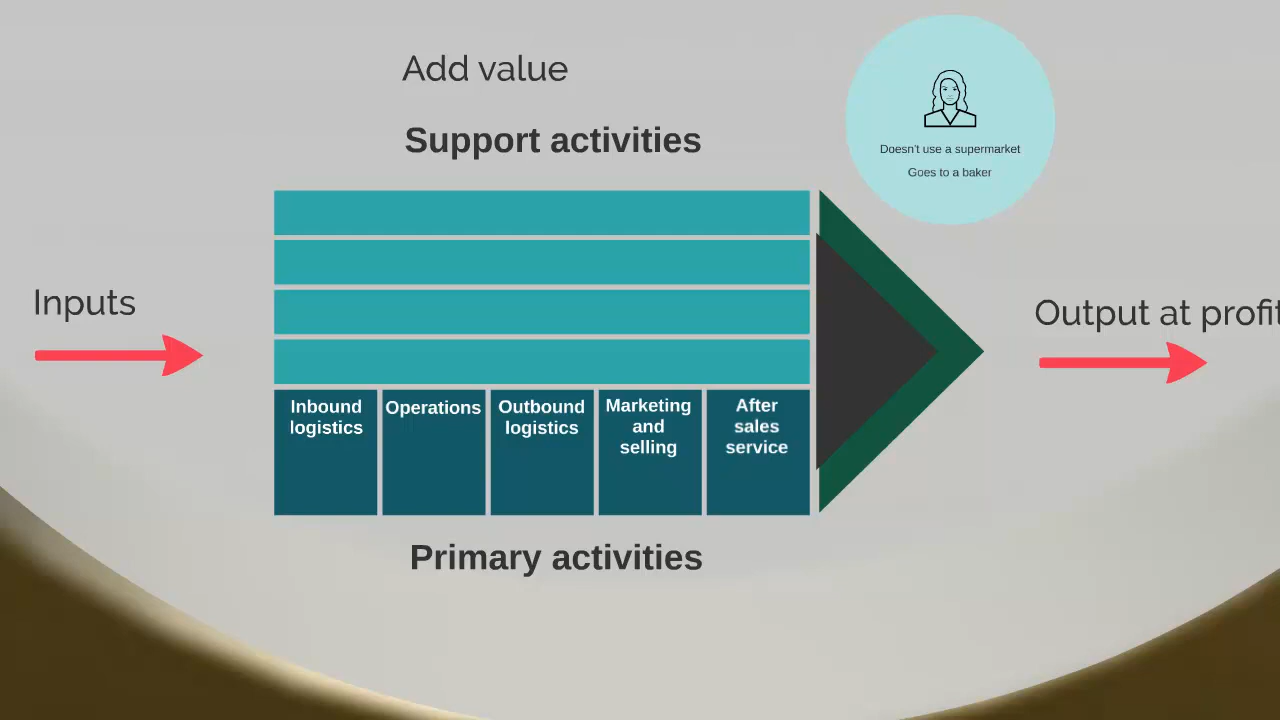 Add value
Support activities
Doesn't use a supermarket
Goes to a baker
Inputs
Output at profit
Inbound
logistics
Operations
Outbound
logistics
Marketing
and
selling
After
sales
service
Primary activities